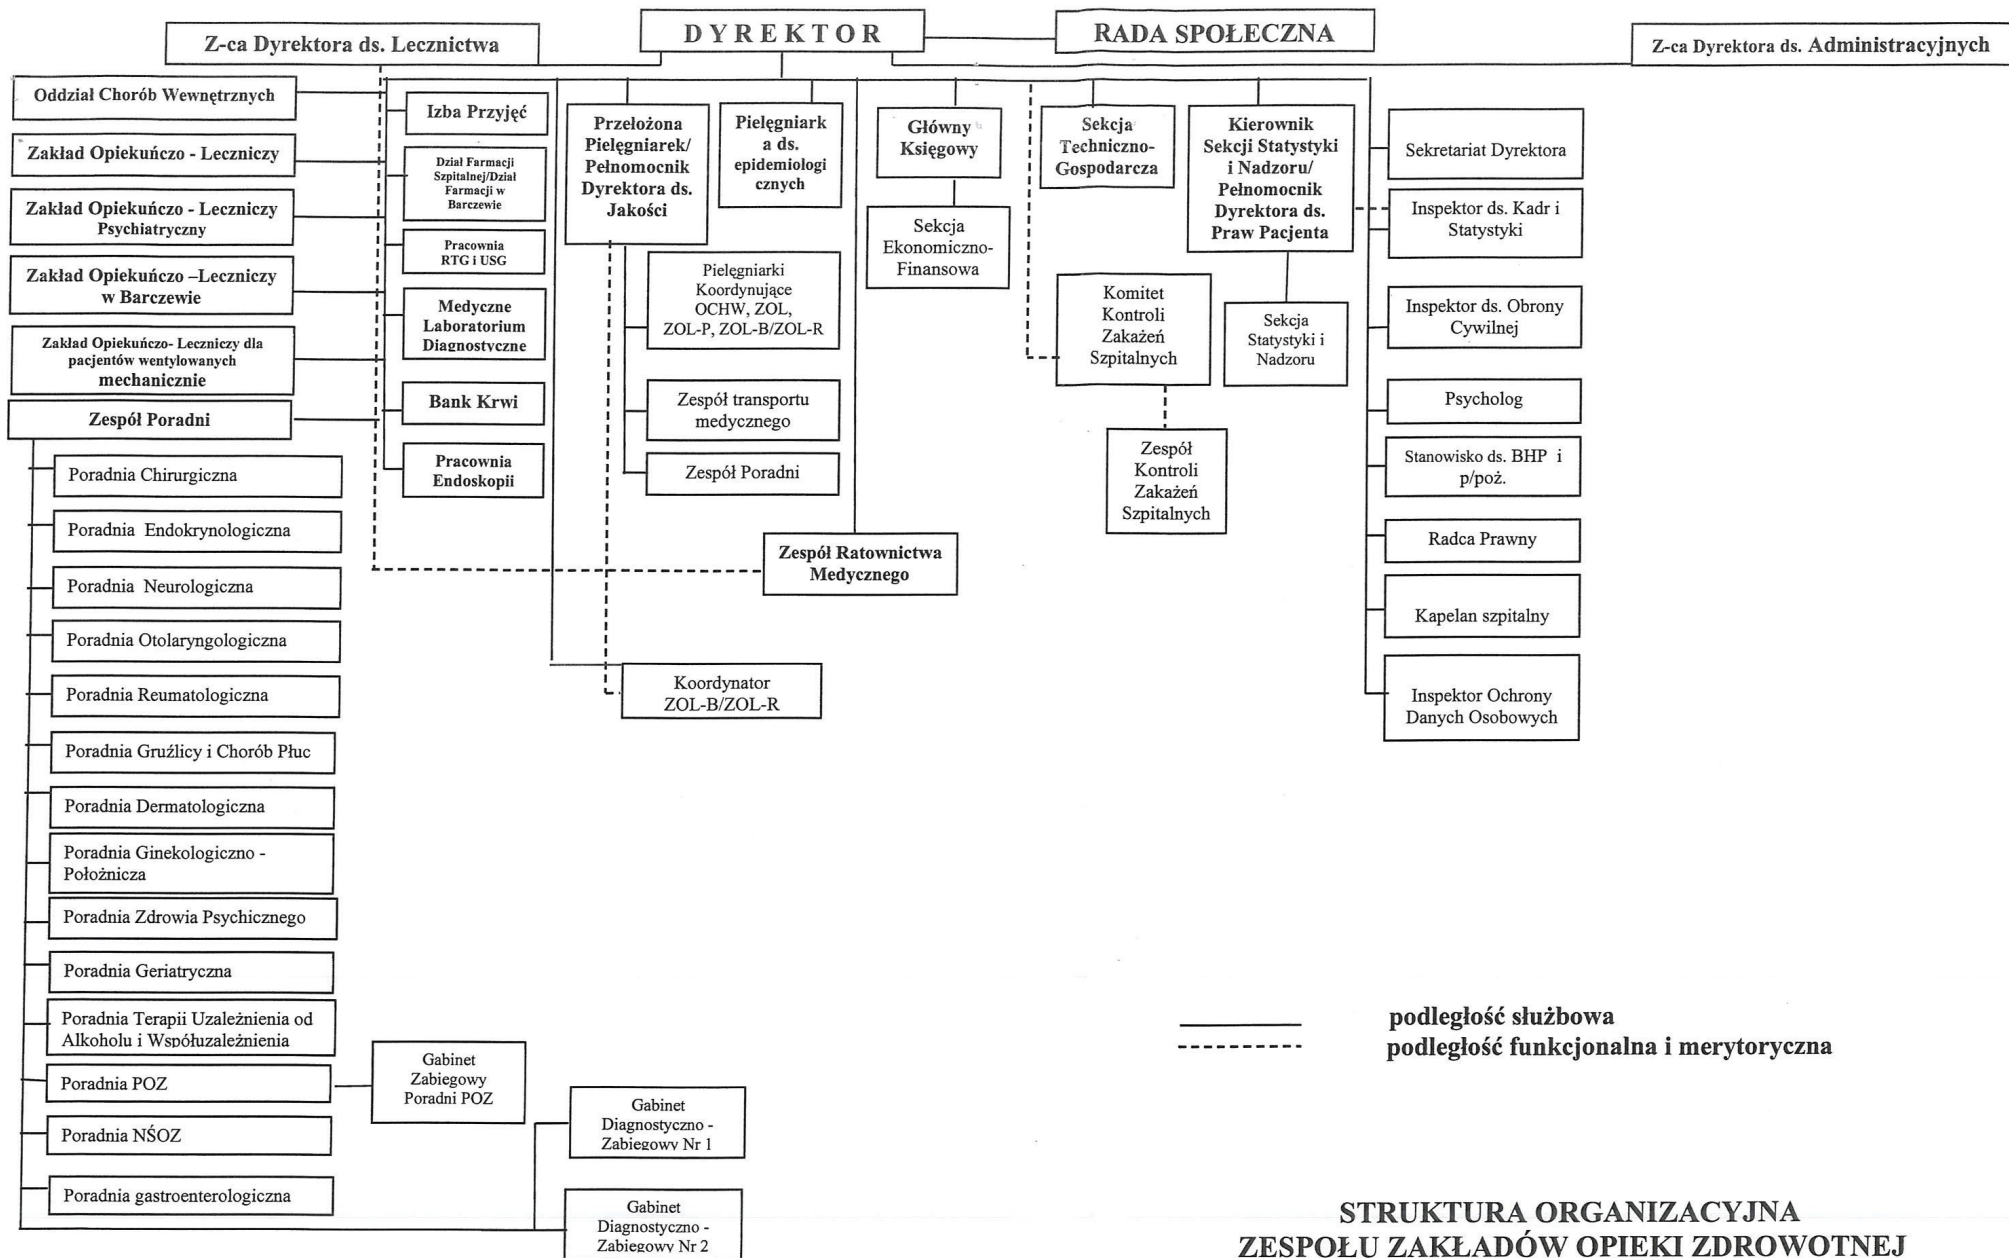 Z-ca Dyrektora ds. Lecznictwa
DYREKTOR
RADA SPOŁECZNA
Z-ca Dyrektora ds. Administracyjnych
Oddział Chorób Wewnętrznych
Zakład Opiekuńczo - Leczniczy
Zakład Opiekuńczo - Leczniczy
Psychiatryczny
Zakład Opiekuńczo –Leczniczy
w Barczewie
Zakład Opiekuńczo- Leczniczy dla
pacjentów wentylowanych
mechanicznie
Zespół Poradni
Poradnia Chirurgiczna
Poradnia Endokrynologiczna
Poradnia Neurologiczna
Poradnia Otolaryngologiczna
Poradnia Reumatologiczna
Poradnia Gruźlicy i Chorób Płuc
Poradnia Dermatologiczna
Poradnia Ginekologiczno -
Położnicza
Poradnia Zdrowia Psychicznego
Poradnia Geriatryczna
Poradnia Terapii Uzależnienia od
Alkoholu i Współuzależnienia
Poradnia POZ
Poradnia NŚOZ
Poradnia gastroenterologiczna
Gabinet
Zabiegowy
Poradni POZ
Gabinet
Diagnostyczno -
Zabiegowy Nr 1
Gabinet
Diagnostyczno -
Zabiegowy Nr 2
Izba Przyjęć
Dział Farmacji
Szpitalnej/Dział
Farmacji w
Barczewie
Pracownia
RTG i USG
Medyczne
Laboratorium
Diagnostyczne
Bank Krwi
Pracownia
Endoskopii
Przełożona
Pielęgniarek/
Pełnomocnik
Dyrektora ds.
Jakości
Pielęgniarki
Koordynujące
OCHW, ZOL,
ZOL-P, ZOL-B/ZOL-R
Zespół transportu
medycznego
Zespół Poradni
Pielęgniark
a ds.
epidemiologi
cznych
Zespół Ratownictwa
Medycznego
Koordynator
ZOL-B/ZOL-R
Główny
Księgowy
Sekcja
Ekonomiczno-
Finansowa
Sekcja
Techniczno-
Gospodarcza
Komitet
Kontroli
Zakażeń
Szpitalnych
Zespół
Kontroli
Zakażeń
Szpitalnych
Kierownik
Sekcji Statystyki
i Nadzoru/
Pełnomocnik
Dyrektora ds.
Praw Pacjenta
Sekcja
Statystyki i
Nadzoru
Sekretariat Dyrektora
Inspektor ds. Kadr i
Statystyki
Inspektor ds. Obrony
Cywilnej
Psycholog
Stanowisko ds. BHP i
p/poż.
Radca Prawny
Kapelan szpitalny
Inspektor Ochrony
Danych Osobowych
podległość służbowa
podległość funkcjonalna i merytoryczna
STRUKTURA ORGANIZACYJNA
ZESPOŁU ZAKŁADÓW OPIEKI ZDROWOTNEJ